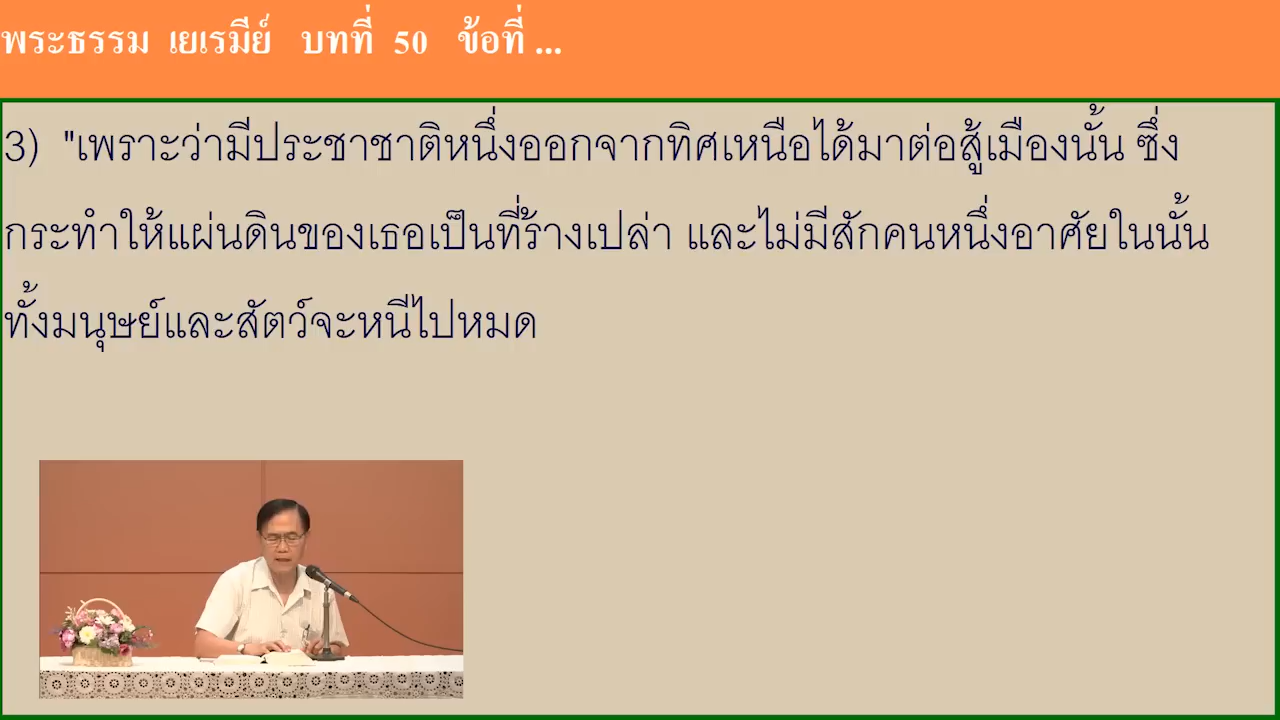 พระธรรม เยเรมีย์ บทที่ 50 ข้อที่ ...
3) "เพราะว่ามีประชาชาติหนึ่งออกจากทิศเหนือได้มาต่อสู้เมืองนั้น ซึ่ง
กระทำให้แผ่นดินของเธอเป็นที่ร้างเปล่า และไม่มีสักคนหนึ่งอาศัยในนั้น
ทั้งมนุษย์และสัตว์จะหนีไปหมด